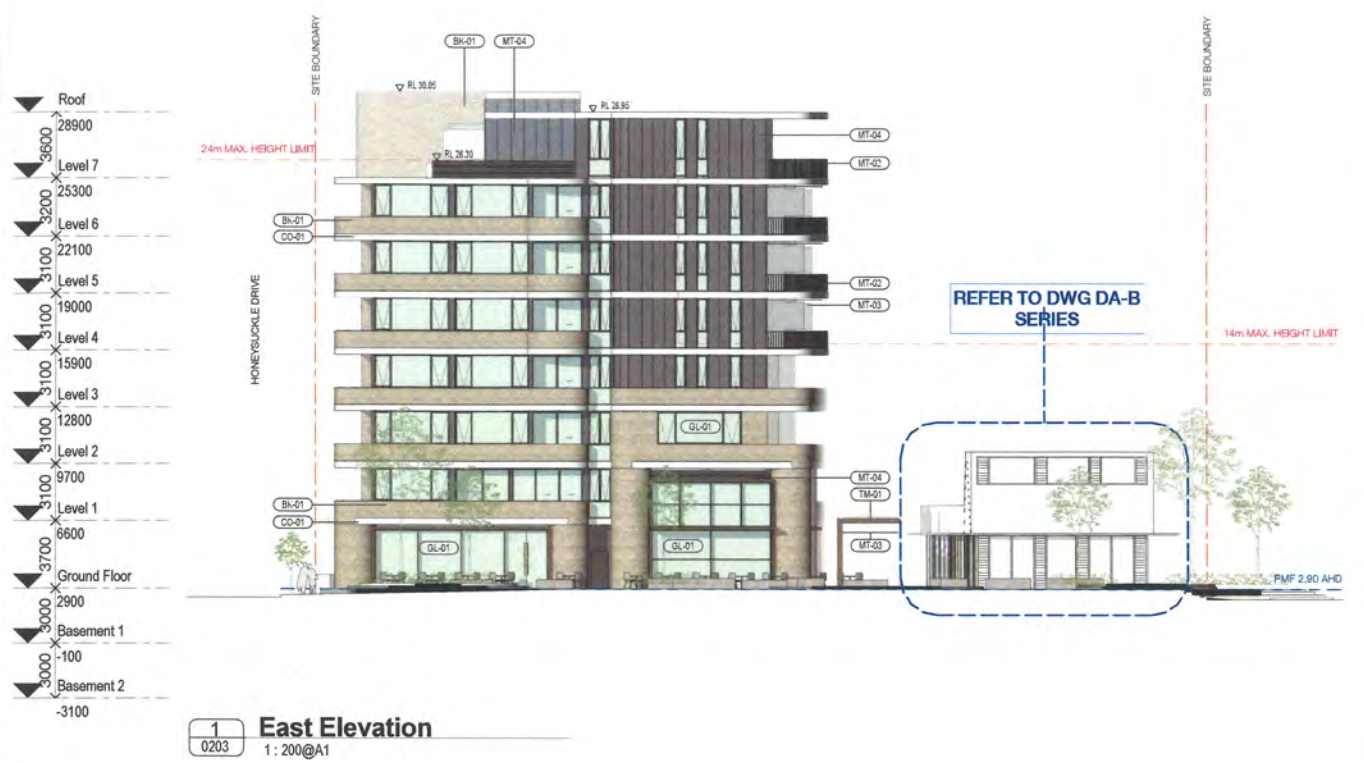 SITE BOUNDARY
BK-01
MT-04
SITE BOUNDARY
RL 30.05
RL 28.95
24m MAX. HEIGHT LIMIT
RL 26.30
MT-04
MT-02
BK-01
CO-01
MT-02
MT-03
HONEYSUCKLE DRIVE
REFER TO DWG DA-B
SERIES
14m MAX. HEIGHT LIMIT
GL-01
MT-04
TM-01
BK-01
CO-01
GL-01
GL-01
MT-03
PMF 2.90 AHD
Roof
28900
3600
Level 7
25300
3200
Level 6
22100
3100
Level 5
19000
3100
Level 4
15900
3100
Level 3
12800
3100
Level 2
9700
3100
Level 1
6600
3700
Ground Floor
2900
3000
Basement 1
-100
3000
Basement 2
-3100
1
0203
East Elevation
1 : 200@A1